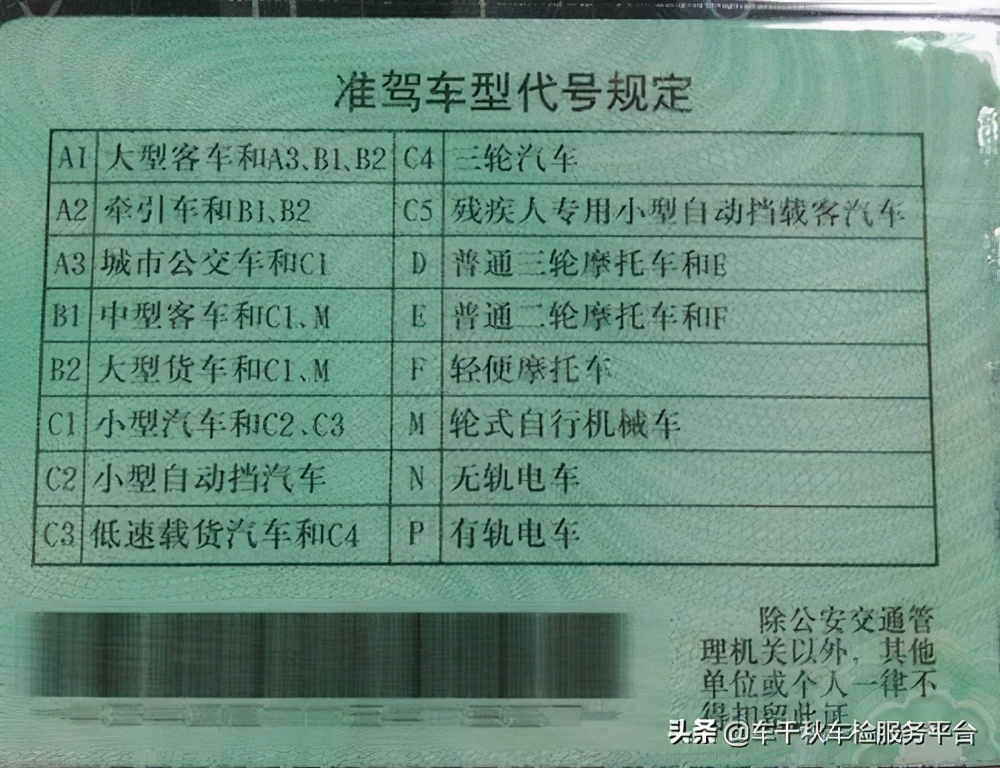 准驾车型代号规定
A1 大型客车和A3、B1、B2 C4 三轮汽车
A2 牵引车和B1、B2 C5 残疾人专用小型自动挡载客汽车
A3 城市公交车和C1 D 普通三轮摩托车和E
B1 中型客车和C1、M E 普通二轮摩托车和F
B2 大型货车和C1、M F 轻便摩托车
C1 小型汽车和C2、C3 M 轮式自行机械车
C2 小型自动挡汽车 N 无轨电车
C3 低速载货汽车和C4 P 有轨电车
除公安交通管
理机关以外，其他
单位或个人一律不
得扣留此证
头条 @车千秋车检服务平台